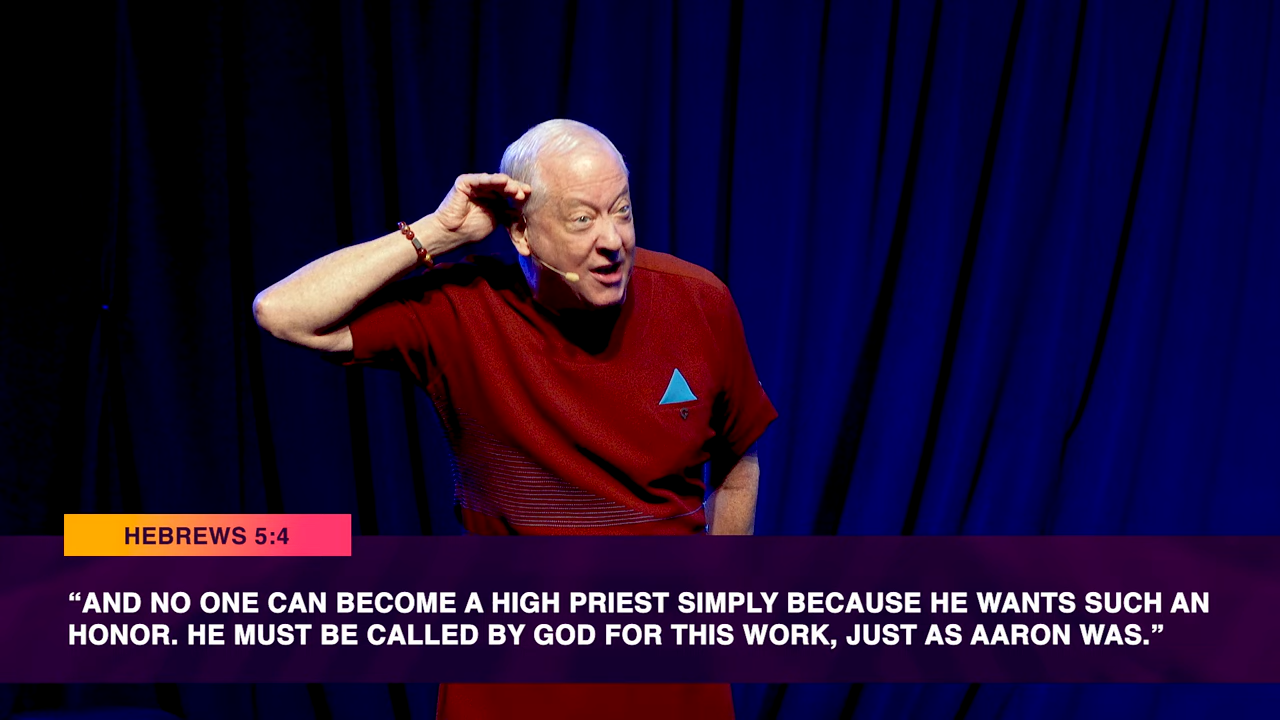 HEBREWS 5:4
“AND NO ONE CAN BECOME A HIGH PRIEST SIMPLY BECAUSE HE WANTS SUCH AN
HONOR. HE MUST BE CALLED BY GOD FOR THIS WORK, JUST AS AARON WAS.”